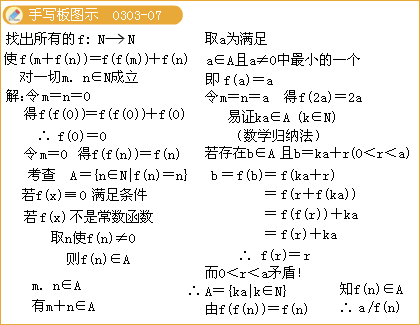 手写板图示 0303-07
找出所有的f: N—>N
使f(m+f(n))=f(f(m))+f(n)
对一切m. n∈N成立
解:令m=n=0
得f(f(0))=f(f(0))+f(0)
∴ f(0)=0
令m=0 得f(f(n))=f(n)
考查 A={n∈N|f(n)=n}
若f(x)≡0 满足条件
若f(x)不是常数函数
取n使f(n)≠0
则f(n)∈A
m. n∈A
有m+n∈A
取a为满足
a∈A且a≠0中最小的一个
即f(a)=a
令m=n=a 得f(2a)=2a
易证ka∈A (k∈N)
(数学归纳法)
若存在b∈A 且b=ka+r(0<r<a)
b=f(b)=f(ka+r)
=f(r+f(ka))
=f(f(r))+ka
=f(r)+ka
∴ f(r)=r
而0<r<a矛盾!
∴A={ka|k∈N} 知f(n)∈A
由f(f(n))=f(n) ∴ a/f(n)